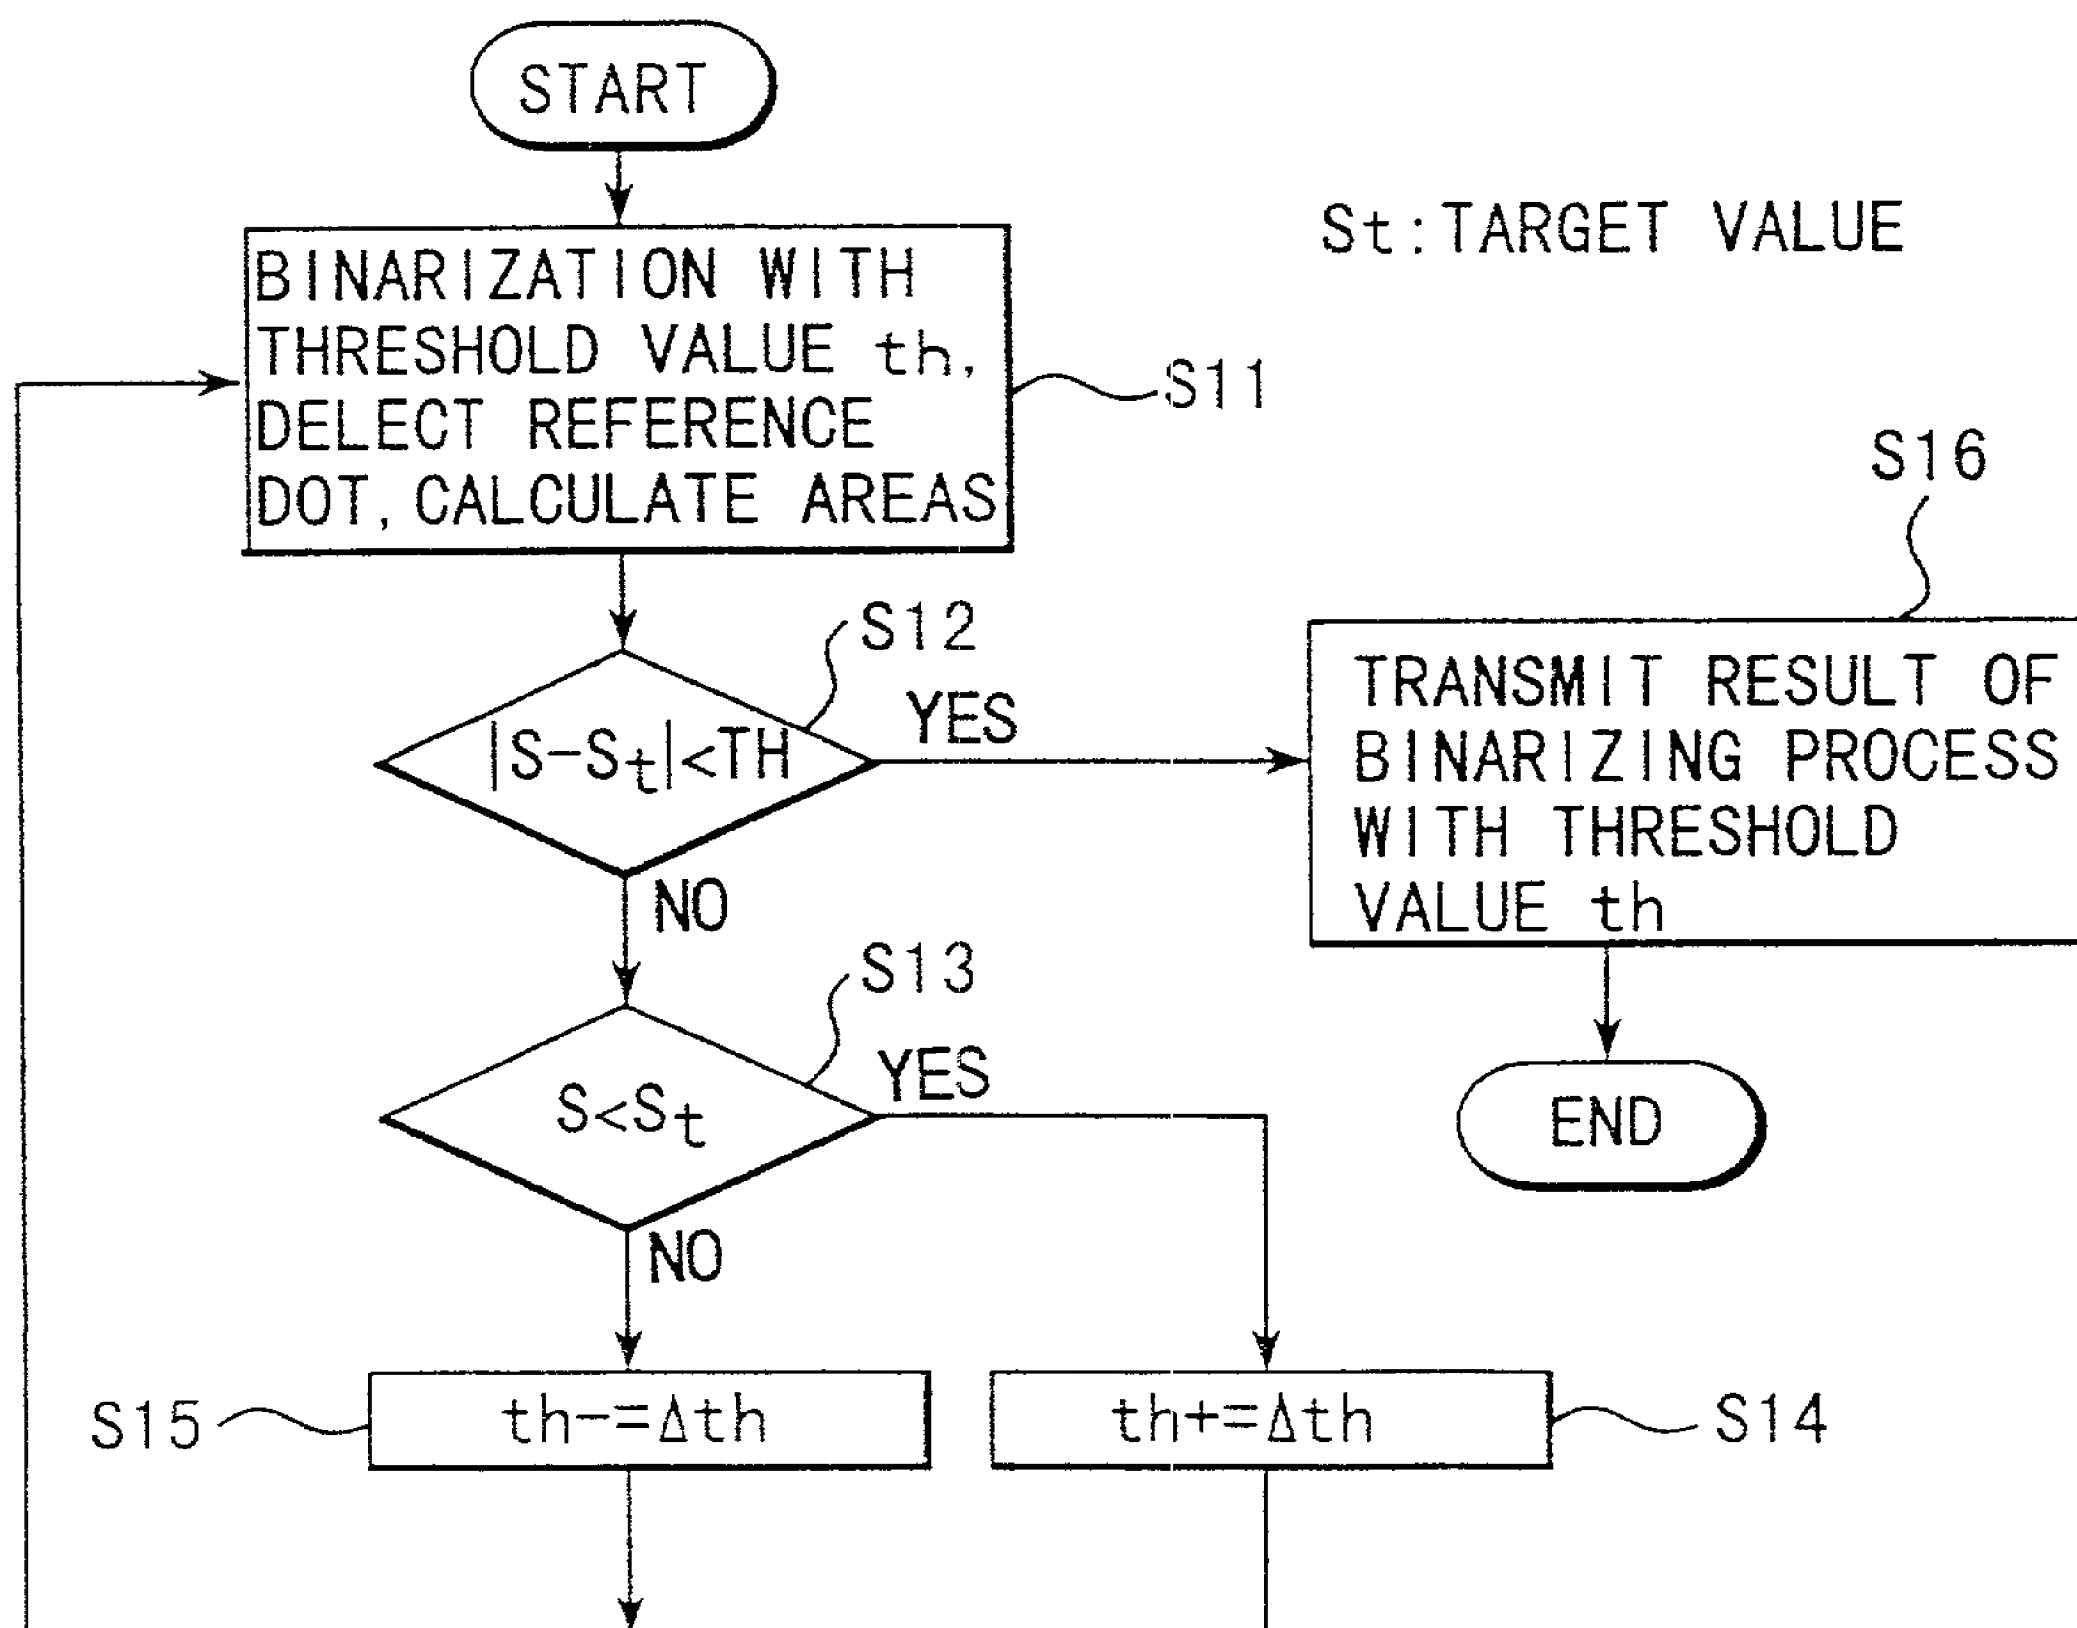 START
St:TARGET VALUE
BINARIZATION WITH
THRESHOLD VALUE th,
DELECT REFERENCE
DOT, CALCULATE AREAS
S11
S16
S12
|S-St|<TH
YES
TRANSMIT RESULT OF
BINARIZING PROCESS
WITH THRESHOLD
VALUE th
NO
S13
S<St
YES
END
NO
S15
th-=Δth
th+=Δth
S14